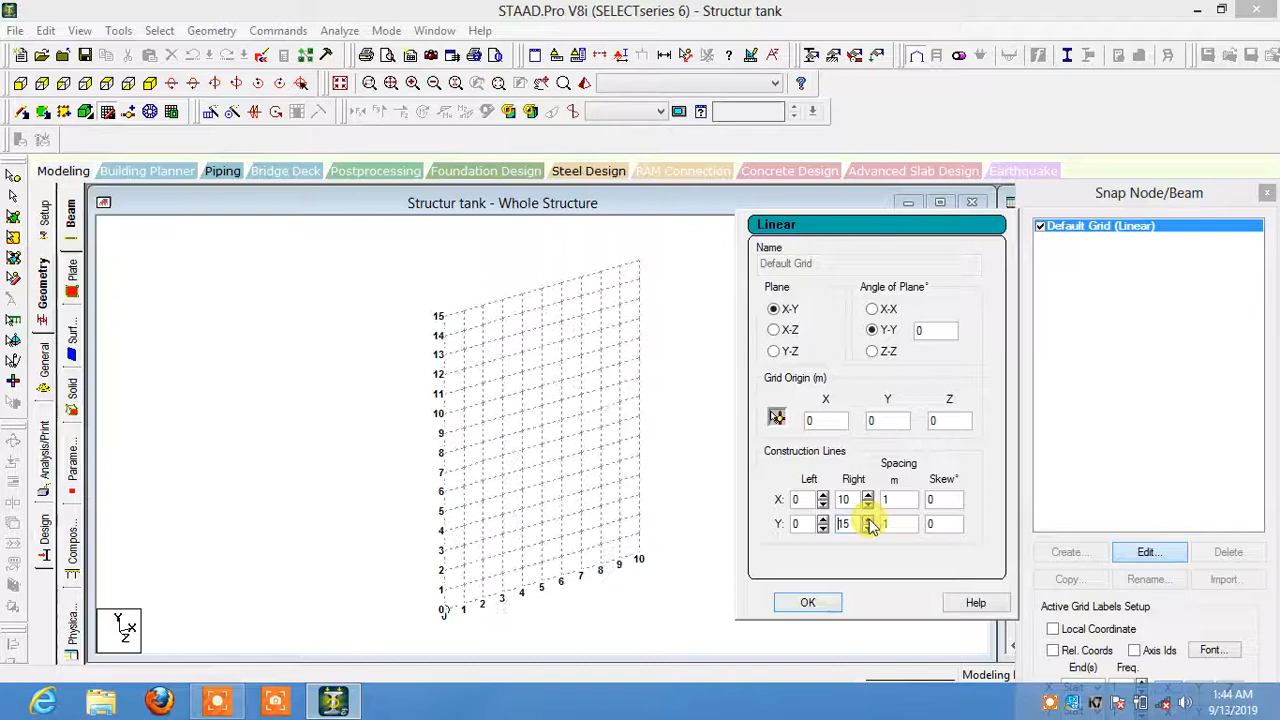 STAAD.Pro V8i (SELECTseries 6) - Structur tank
File Edit View Tools Select Geometry Commands Analyze Mode Window Help
Modeling Building Planner Piping Bridge Deck Postprocessing Foundation Design Steel Design RAM Connection Concrete Design Advanced Slab Design Earthquake
Setup
Geometry
General
Analysis/Print
Design
Beam
Plate
Surf...
Solid
Parame...
Composite
Physical
Structur tank - Whole Structure
15
14
13
12
11
10
9
8
7
6
5
4
3
2
1
0 1 2 3 4 5 6 7 8 9 10
Y
X
Z
Linear
Name
Default Grid
Plane
Angle of Plane°
X-Y
X-X
X-Z
Y-Y
0
Y-Z
Z-Z
Grid Origin (m)
X Y Z
0 0 0
Construction Lines
Spacing
Left Right m Skew°
X: 0 10 1 0
Y: 0 15 1 0
OK Help
Snap Node/Beam
Default Grid (Linear)
Create... Edit... Delete
Copy... Rename... Import...
Active Grid Labels Setup
Local Coordinate
Rel. Coords Axis Ids Font...
End(s) Freq.
X Start 1
Modeling
1:44 AM
9/13/2019